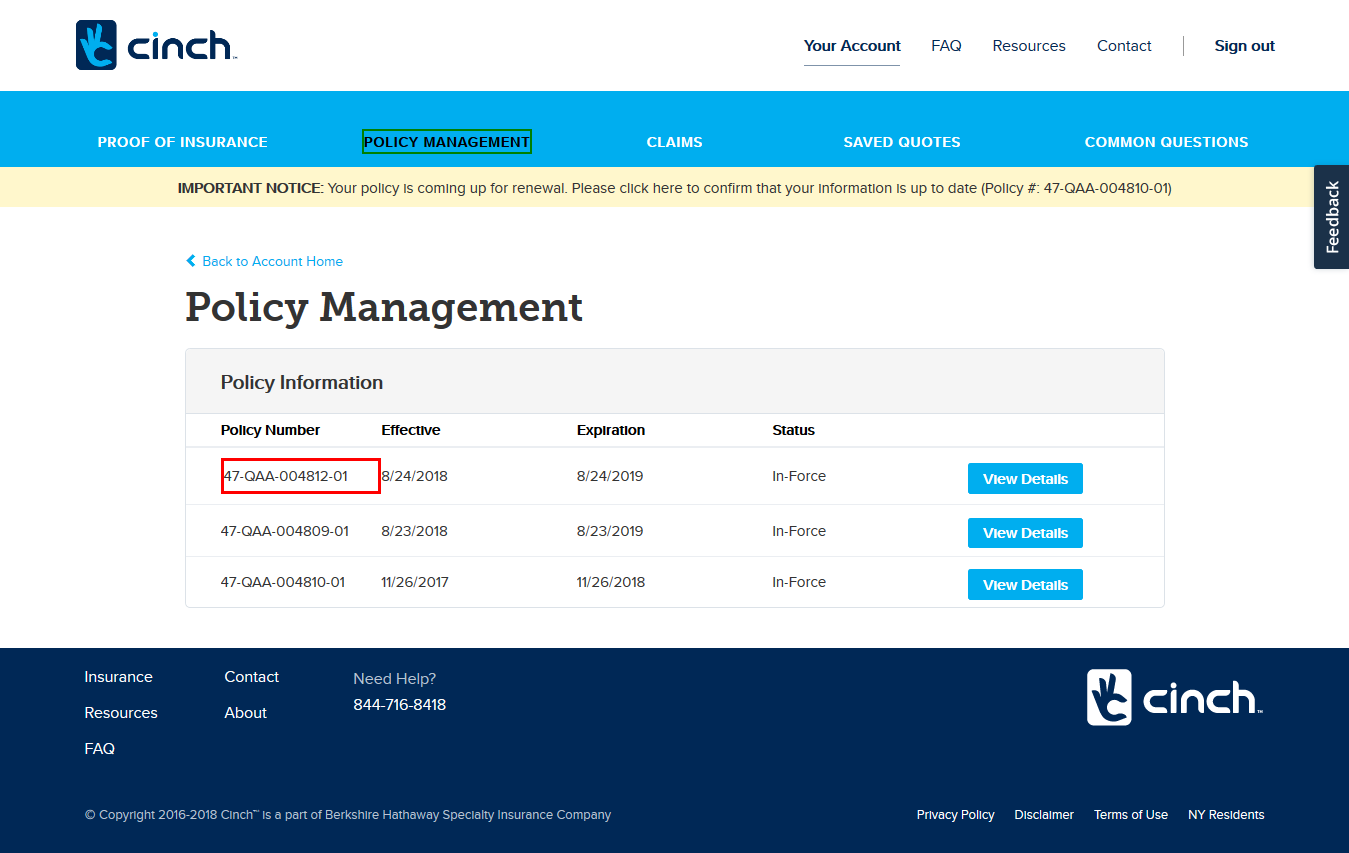 cinch™
Your Account FAQ Resources Contact Sign out
PROOF OF INSURANCE POLICY MANAGEMENT CLAIMS SAVED QUOTES COMMON QUESTIONS
IMPORTANT NOTICE: Your policy is coming up for renewal. Please click here to confirm that your information is up to date (Policy #: 47-QAA-004810-01)
Feedback
Back to Account Home
Policy Management
Policy Information
Policy Number Effective Expiration Status
47-QAA-004812-01 8/24/2018 8/24/2019 In-Force View Details
47-QAA-004809-01 8/23/2018 8/23/2019 In-Force View Details
47-QAA-004810-01 11/26/2017 11/26/2018 In-Force View Details
Insurance Contact Need Help?
844-716-8418
Resources About
FAQ
cinch™
© Copyright 2016-2018 Cinch™ is a part of Berkshire Hathaway Specialty Insurance Company
Privacy Policy Disclaimer Terms of Use NY Residents